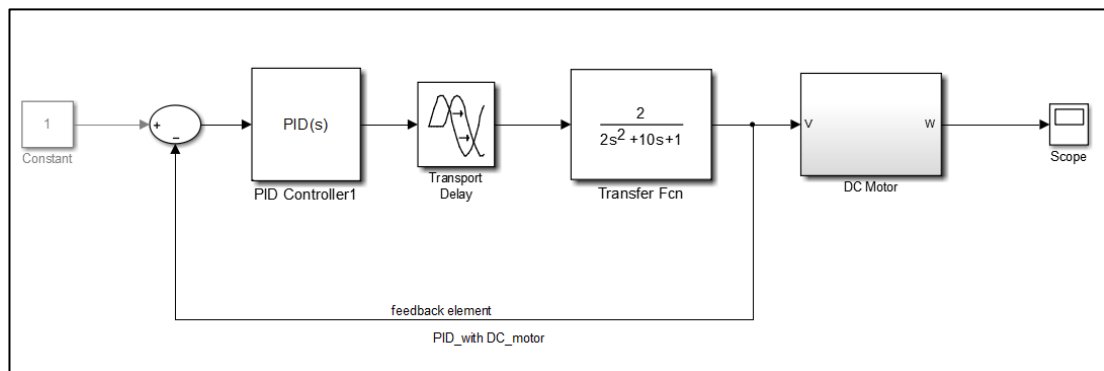 1
Constant
+
−
PID(s)
PID Controller1
Transport
Delay
2
2s² +10s+1
Transfer Fcn
V
W
DC Motor
Scope
feedback element
PID_with DC_motor